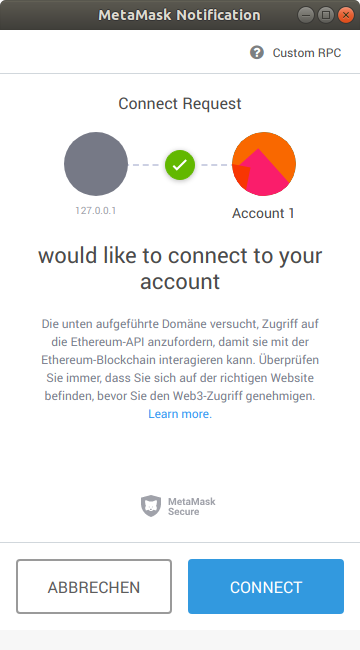 MetaMask Notification
Custom RPC
Connect Request
127.0.0.1
Account 1
would like to connect to your
account
Die unten aufgeführte Domäne versucht, Zugriff auf
die Ethereum-API anzufordern, damit sie mit der
Ethereum-Blockchain interagieren kann. Überprüfen
Sie immer, dass Sie sich auf der richtigen Website
befinden, bevor Sie den Web3-Zugriff genehmigen.
Learn more.
MetaMask
Secure
ABBRECHEN
CONNECT